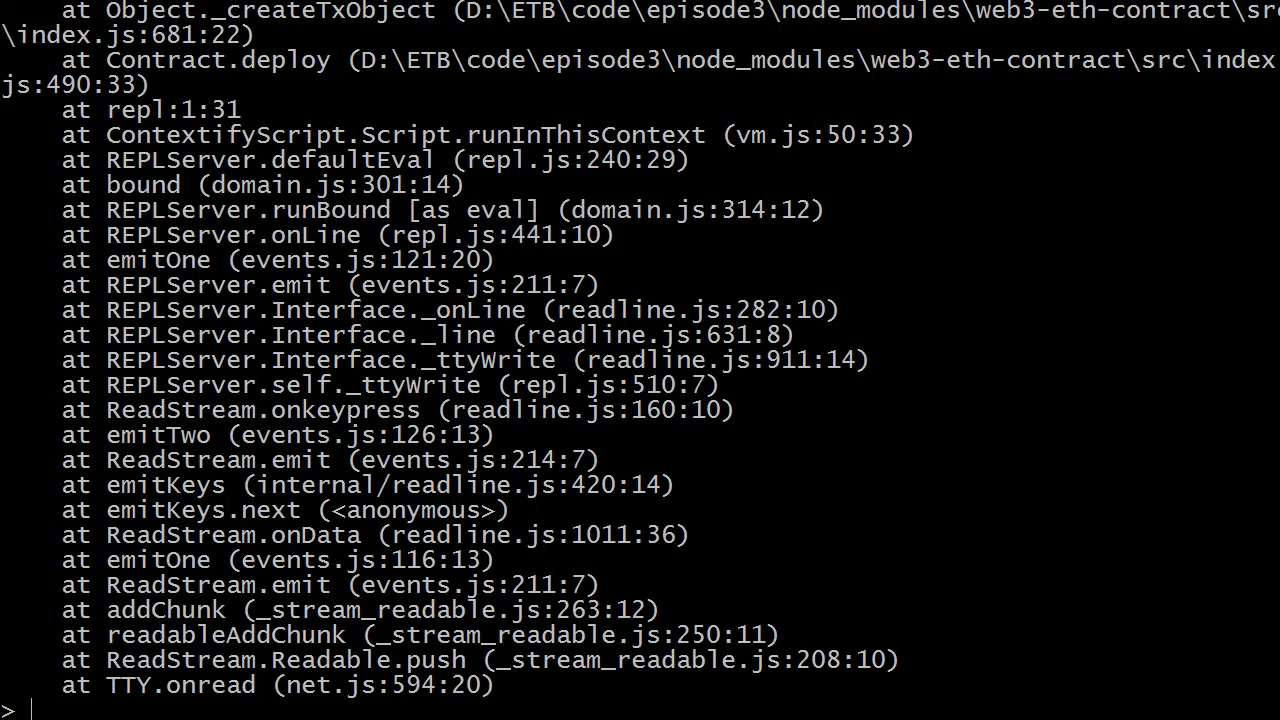 at Object._createTxObject (D:\ETB\code\episode3\node_modules\web3-eth-contract\src
\index.js:681:22)
    at Contract.deploy (D:\ETB\code\episode3\node_modules\web3-eth-contract\src\index
js:490:33)
    at repl:1:31
    at ContextifyScript.Script.runInThisContext (vm.js:50:33)
    at REPLServer.defaultEval (repl.js:240:29)
    at bound (domain.js:301:14)
    at REPLServer.runBound [as eval] (domain.js:314:12)
    at REPLServer.onLine (repl.js:441:10)
    at emitOne (events.js:121:20)
    at REPLServer.emit (events.js:211:7)
    at REPLServer.Interface._onLine (readline.js:282:10)
    at REPLServer.Interface._line (readline.js:631:8)
    at REPLServer.Interface._ttyWrite (readline.js:911:14)
    at REPLServer.self._ttyWrite (repl.js:510:7)
    at ReadStream.onkeypress (readline.js:160:10)
    at emitTwo (events.js:126:13)
    at ReadStream.emit (events.js:214:7)
    at emitKeys (internal/readline.js:420:14)
    at emitKeys.next (<anonymous>)
    at ReadStream.onData (readline.js:1011:36)
    at emitOne (events.js:116:13)
    at ReadStream.emit (events.js:211:7)
    at addChunk (_stream_readable.js:263:12)
    at readableAddChunk (_stream_readable.js:250:11)
    at ReadStream.Readable.push (_stream_readable.js:208:10)
    at TTY.onread (net.js:594:20)
>